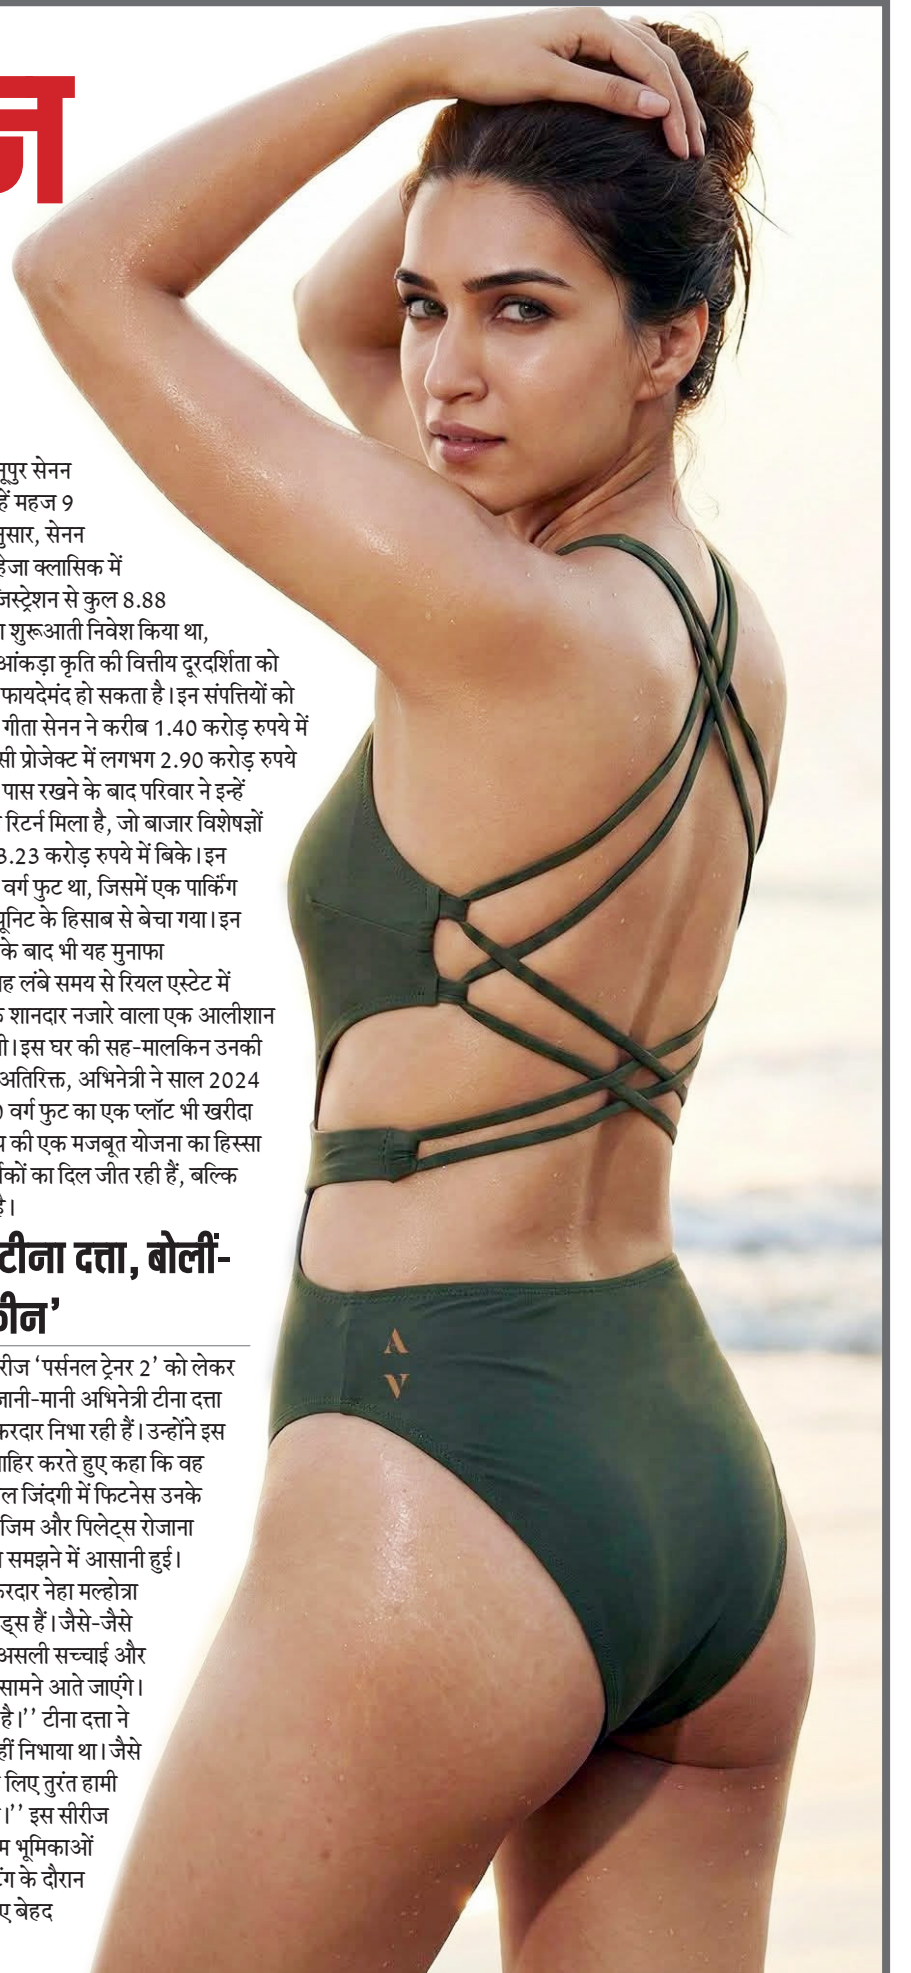 न
नूपुर सेनन
हें महज 9
नुसार, सेनन
हेजा क्लासिक में
जिस्ट्रेशन से कुल 8.88
शुरूआती निवेश किया था,
आंकड़ा कृति की वित्तीय दूरदर्शिता को
फायदेमंद हो सकता है। इन संपत्तियों को
गीता सेनन ने करीब 1.40 करोड़ रुपये में
सी प्रोजेक्ट में लगभग 2.90 करोड़ रुपये
पास रखने के बाद परिवार ने इन्हें
रिटर्न मिला है, जो बाजार विशेषज्ञों
3.23 करोड़ रुपये में बिके। इन
वर्ग फुट था, जिसमें एक पार्किंग
यूनिट के हिसाब से बेचा गया। इन
के बाद भी यह मुनाफा
ह लंबे समय से रियल एस्टेट में
शानदार नजारे वाला एक आलीशान
ी। इस घर की सह-मालकिन उनकी
अतिरिक्त, अभिनेत्री ने साल 2024
0 वर्ग फुट का एक प्लॉट भी खरीदा
की एक मजबूत योजना का हिस्सा
र्कों का दिल जीत रही हैं, बल्कि
है।
टीना दत्ता, बोलीं-
कीन’
रीज ‘पर्सनल ट्रेनर 2’ को लेकर
जानी-मानी अभिनेत्री टीना दत्ता
करदार निभा रही हैं। उन्होंने इस
ाहिर करते हुए कहा कि वह
ल जिंदगी में फिटनेस उनके
जिम और पिलेट्स रोजाना
समझने में आसानी हुई।
करदार नेहा मल्होत्रा
ड्स हैं। जैसे-जैसे
असली सच्चाई और
सामने आते जाएंगे।
है।’’ टीना दत्ता ने
हीं निभाया था। जैसे
लिए तुरंत हामी
।’’ इस सीरीज
म भूमिकाओं
टिंग के दौरान
ए बेहद
A
V